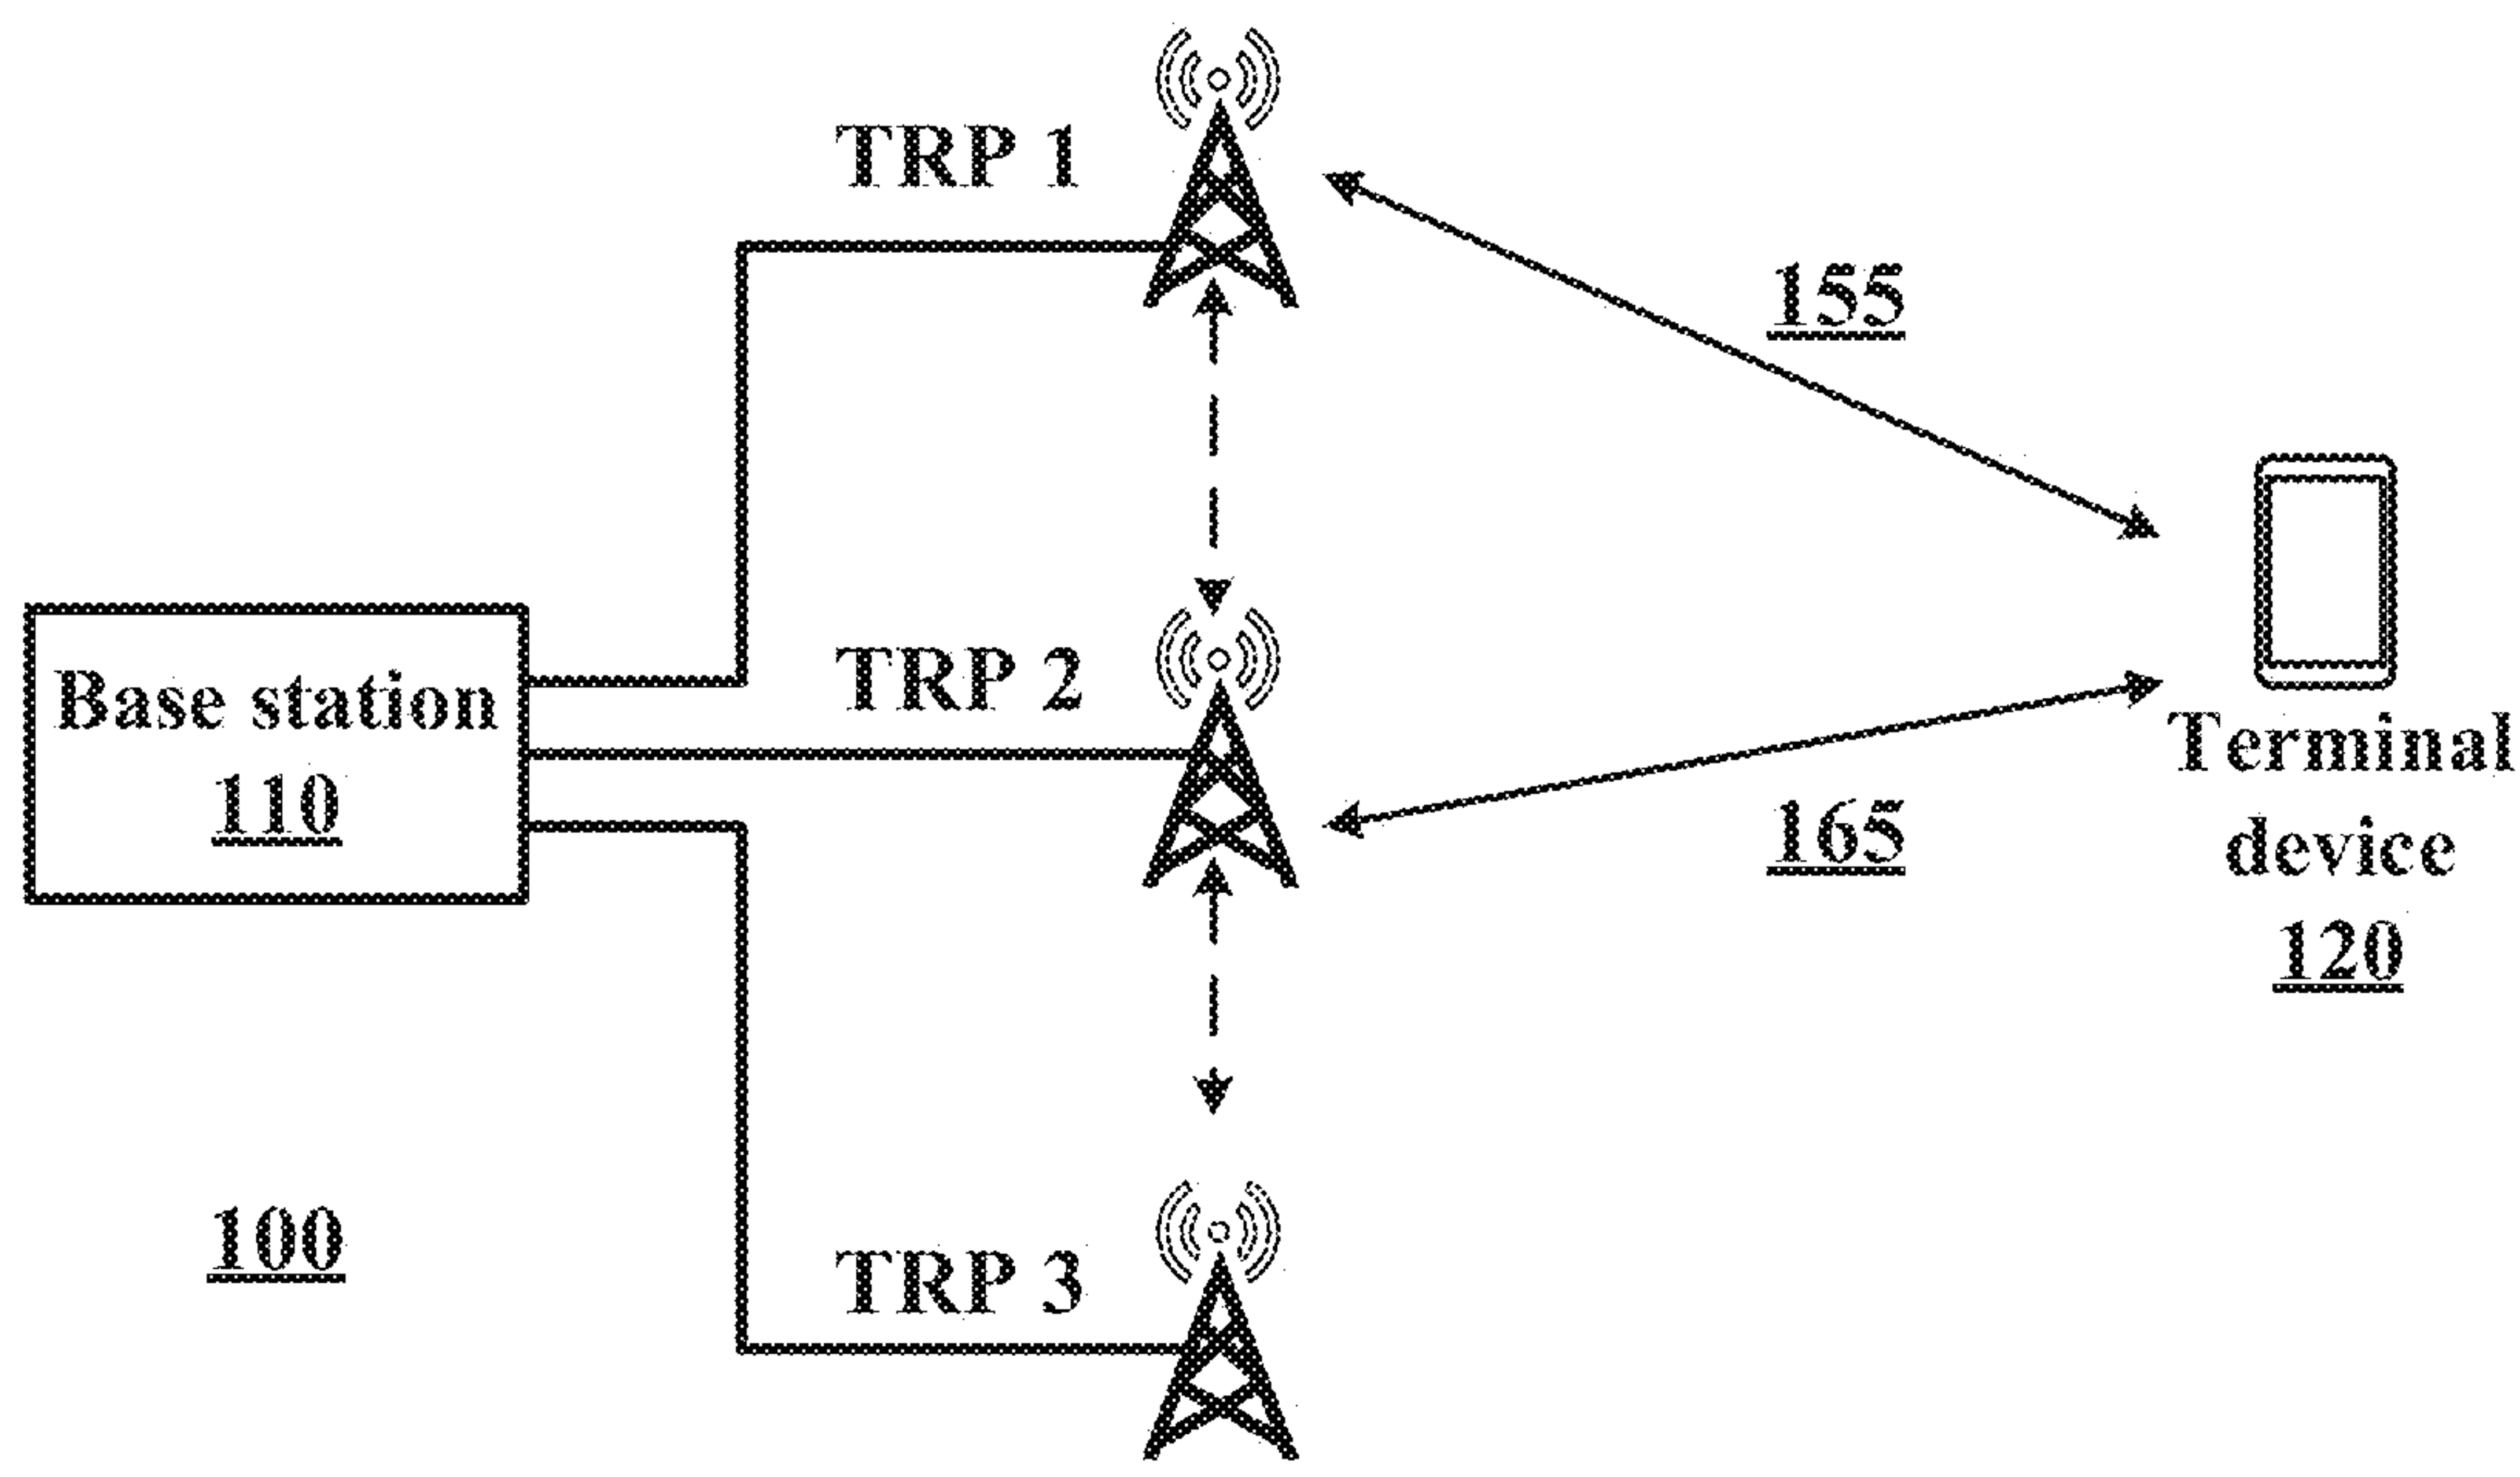 TRP 1
155
Base station
110
TRP 2
165
Terminal
device
120
100
TRP 3